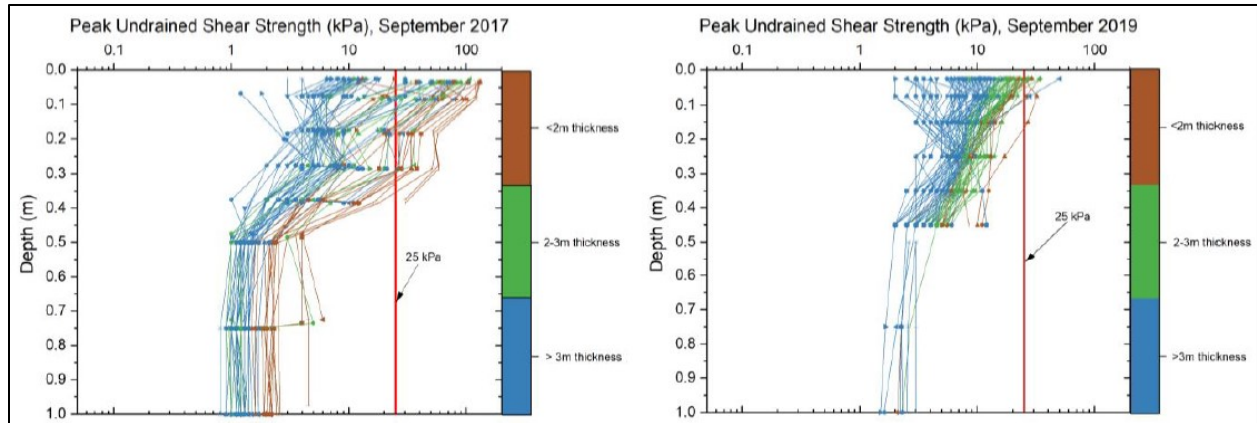 Peak Undrained Shear Strength (kPa), September 2017
0.1 1 10 100
0.0
0.1
0.2
0.3
0.4
0.5
0.6
0.7
0.8
0.9
1.0
Depth (m)
25 kPa
<2m thickness
2-3m thickness
> 3m thickness
Peak Undrained Shear Strength (kPa), September 2019
0.1 1 10 100
0.0
0.1
0.2
0.3
0.4
0.5
0.6
0.7
0.8
0.9
1.0
Depth (m)
25 kPa
<2m thickness
2-3m thickness
>3m thickness